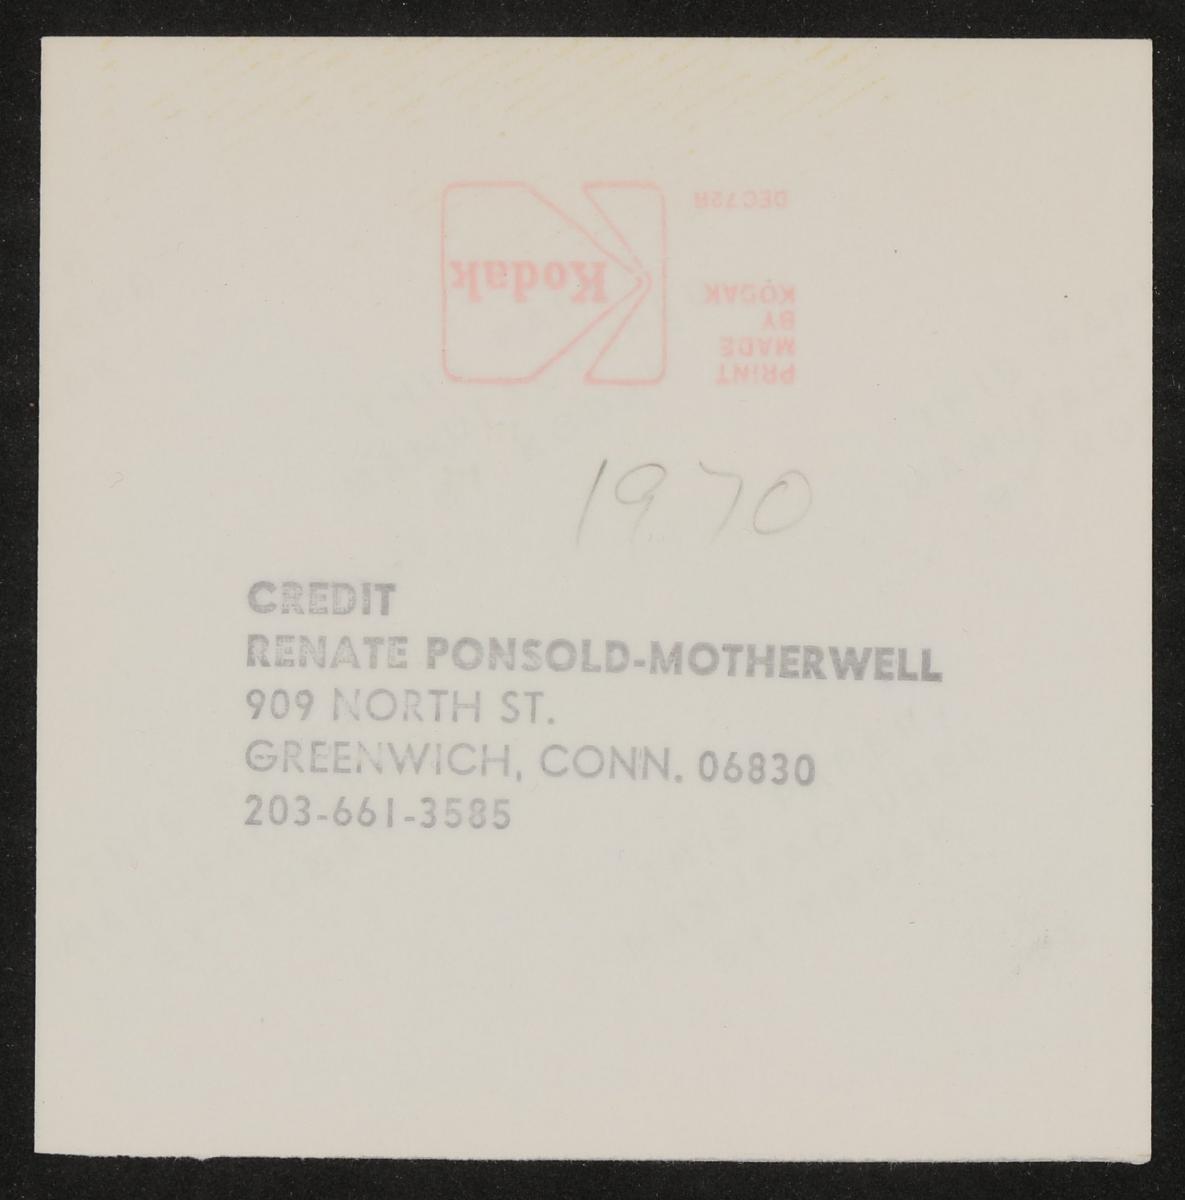 DEC72R
Kodak
PRINT
MADE
BY
KODAK
1970
CREDIT
RENATE PONSOLD-MOTHERWELL
909 NORTH ST.
GREENWICH, CONN. 06830
203-661-3585